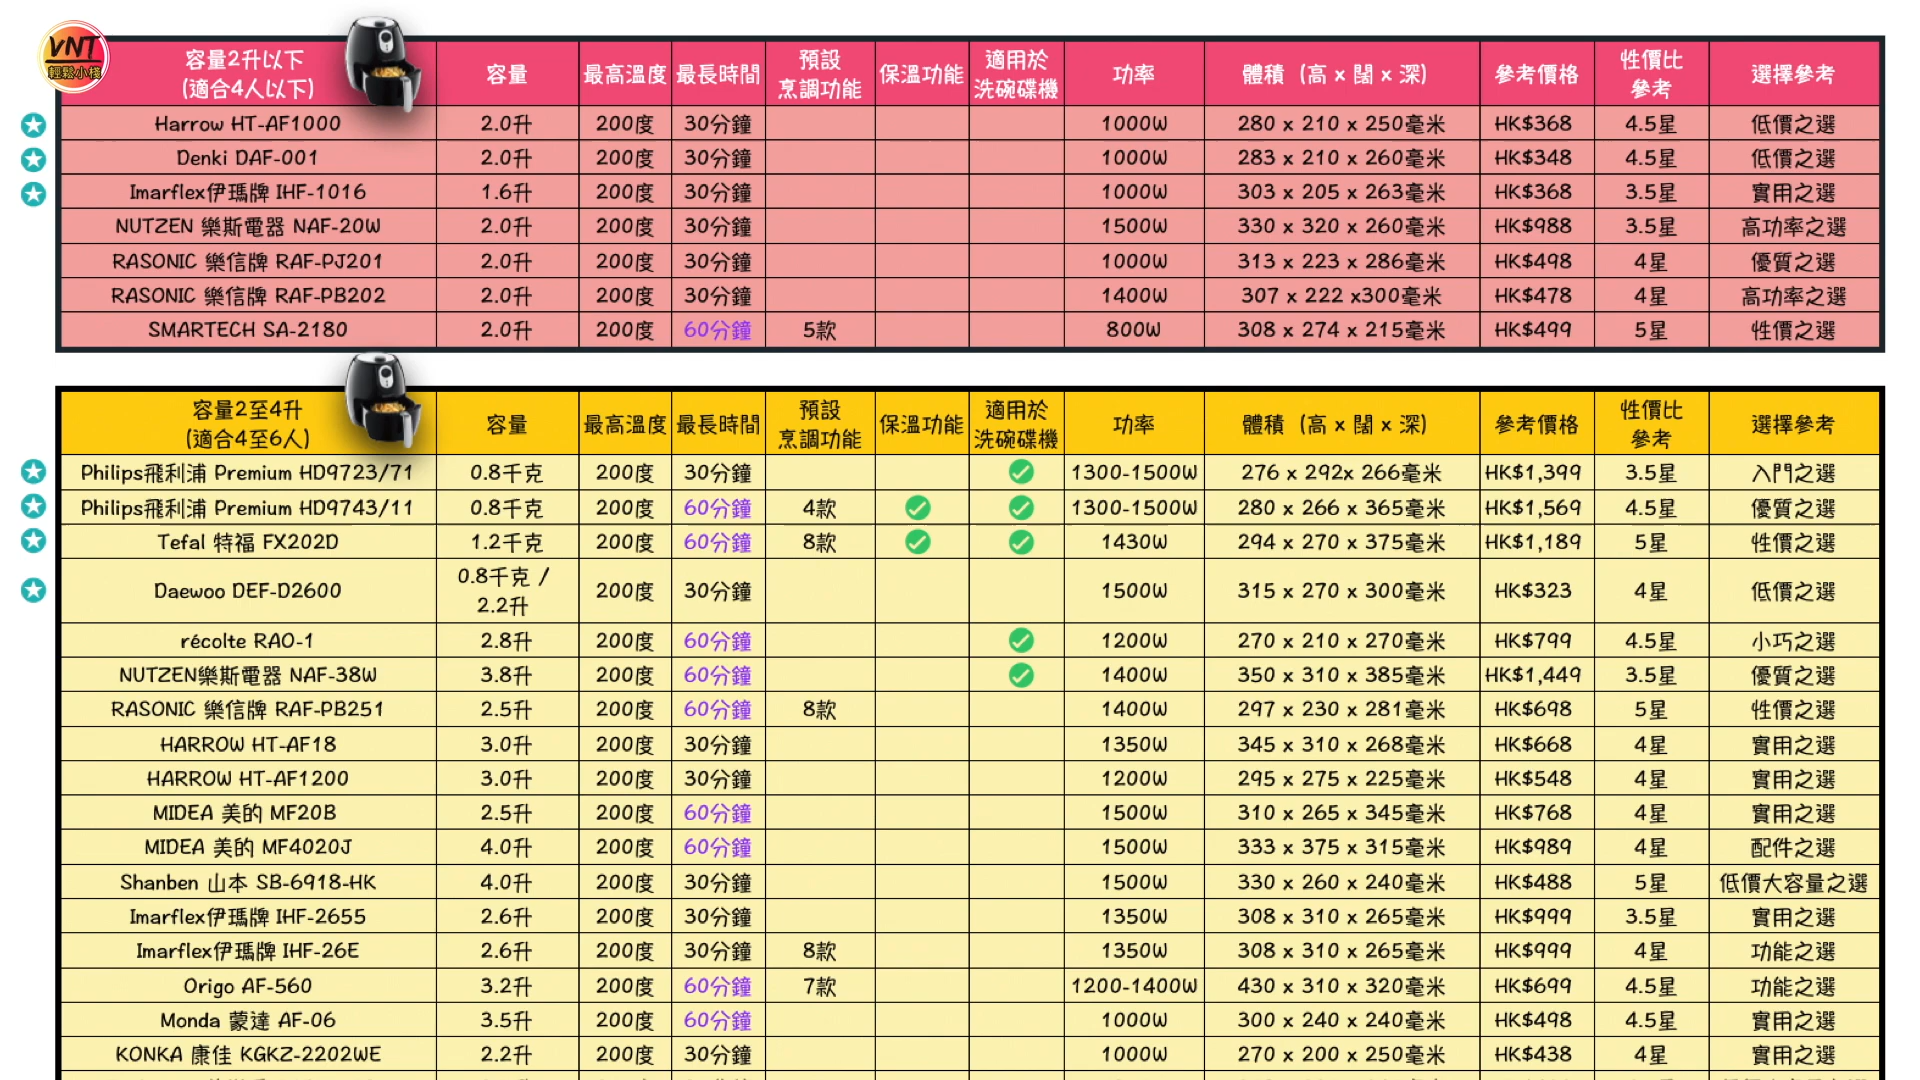 VNT
輕鬆小棧
容量2升以下
(適合4人以下) 容量 最高溫度 最長時間 預設
烹調功能 保溫功能 適用於
洗碗碟機 功率 體積 (高 x 闊 x 深) 參考價格 性價比
參考 選擇參考
Harrow HT-AF1000 2.0升 200度 30分鐘 1000W 280 x 210 x 250毫米 HK$368 4.5星 低價之選
Denki DAF-001 2.0升 200度 30分鐘 1000W 283 x 210 x 260毫米 HK$348 4.5星 低價之選
Imarflex伊瑪牌 IHF-1016 1.6升 200度 30分鐘 1000W 303 x 205 x 263毫米 HK$368 3.5星 實用之選
NUTZEN 樂斯電器 NAF-20W 2.0升 200度 30分鐘 1500W 330 x 320 x 260毫米 HK$988 3.5星 高功率之選
RASONIC 樂信牌 RAF-PJ201 2.0升 200度 30分鐘 1000W 313 x 223 x 286毫米 HK$498 4星 優質之選
RASONIC 樂信牌 RAF-PB202 2.0升 200度 30分鐘 1400W 307 x 222 x300毫米 HK$478 4星 高功率之選
SMARTECH SA-2180 2.0升 200度 60分鐘 5款 800W 308 x 274 x 215毫米 HK$499 5星 性價之選
容量2至4升
(適合4至6人) 容量 最高溫度 最長時間 預設
烹調功能 保溫功能 適用於
洗碗碟機 功率 體積 (高 x 闊 x 深) 參考價格 性價比
參考 選擇參考
Philips飛利浦 Premium HD9723/71 0.8千克 200度 30分鐘 1300-1500W 276 x 292x 266毫米 HK$1,399 3.5星 入門之選
Philips飛利浦 Premium HD9743/11 0.8千克 200度 60分鐘 4款 1300-1500W 280 x 266 x 365毫米 HK$1,569 4.5星 優質之選
Tefal 特福 FX202D 1.2千克 200度 60分鐘 8款 1430W 294 x 270 x 375毫米 HK$1,189 5星 性價之選
Daewoo DEF-D2600 0.8千克 /
2.2升 200度 30分鐘 1500W 315 x 270 x 300毫米 HK$323 4星 低價之選
récolte RAO-1 2.8升 200度 60分鐘 1200W 270 x 210 x 270毫米 HK$799 4.5星 小巧之選
NUTZEN樂斯電器 NAF-38W 3.8升 200度 60分鐘 1400W 350 x 310 x 385毫米 HK$1,449 3.5星 優質之選
RASONIC 樂信牌 RAF-PB251 2.5升 200度 60分鐘 8款 1400W 297 x 230 x 281毫米 HK$698 5星 性價之選
HARROW HT-AF18 3.0升 200度 30分鐘 1350W 345 x 310 x 268毫米 HK$668 4星 實用之選
HARROW HT-AF1200 3.0升 200度 30分鐘 1200W 295 x 275 x 225毫米 HK$548 4星 實用之選
MIDEA 美的 MF20B 2.5升 200度 60分鐘 1500W 310 x 265 x 345毫米 HK$768 4星 實用之選
MIDEA 美的 MF4020J 4.0升 200度 60分鐘 1500W 333 x 375 x 315毫米 HK$989 4星 配件之選
Shanben 山本 SB-6918-HK 4.0升 200度 30分鐘 1500W 330 x 260 x 240毫米 HK$488 5星 低價大容量之選
Imarflex伊瑪牌 IHF-2655 2.6升 200度 30分鐘 1350W 308 x 310 x 265毫米 HK$999 3.5星 實用之選
Imarflex伊瑪牌 IHF-26E 2.6升 200度 30分鐘 8款 1350W 308 x 310 x 265毫米 HK$999 4星 功能之選
Origo AF-560 3.2升 200度 60分鐘 7款 1200-1400W 430 x 310 x 320毫米 HK$699 4.5星 功能之選
Monda 蒙達 AF-06 3.5升 200度 60分鐘 1000W 300 x 240 x 240毫米 HK$498 4.5星 實用之選
KONKA 康佳 KGKZ-2202WE 2.2升 200度 30分鐘 1000W 270 x 200 x 250毫米 HK$438 4星 實用之選